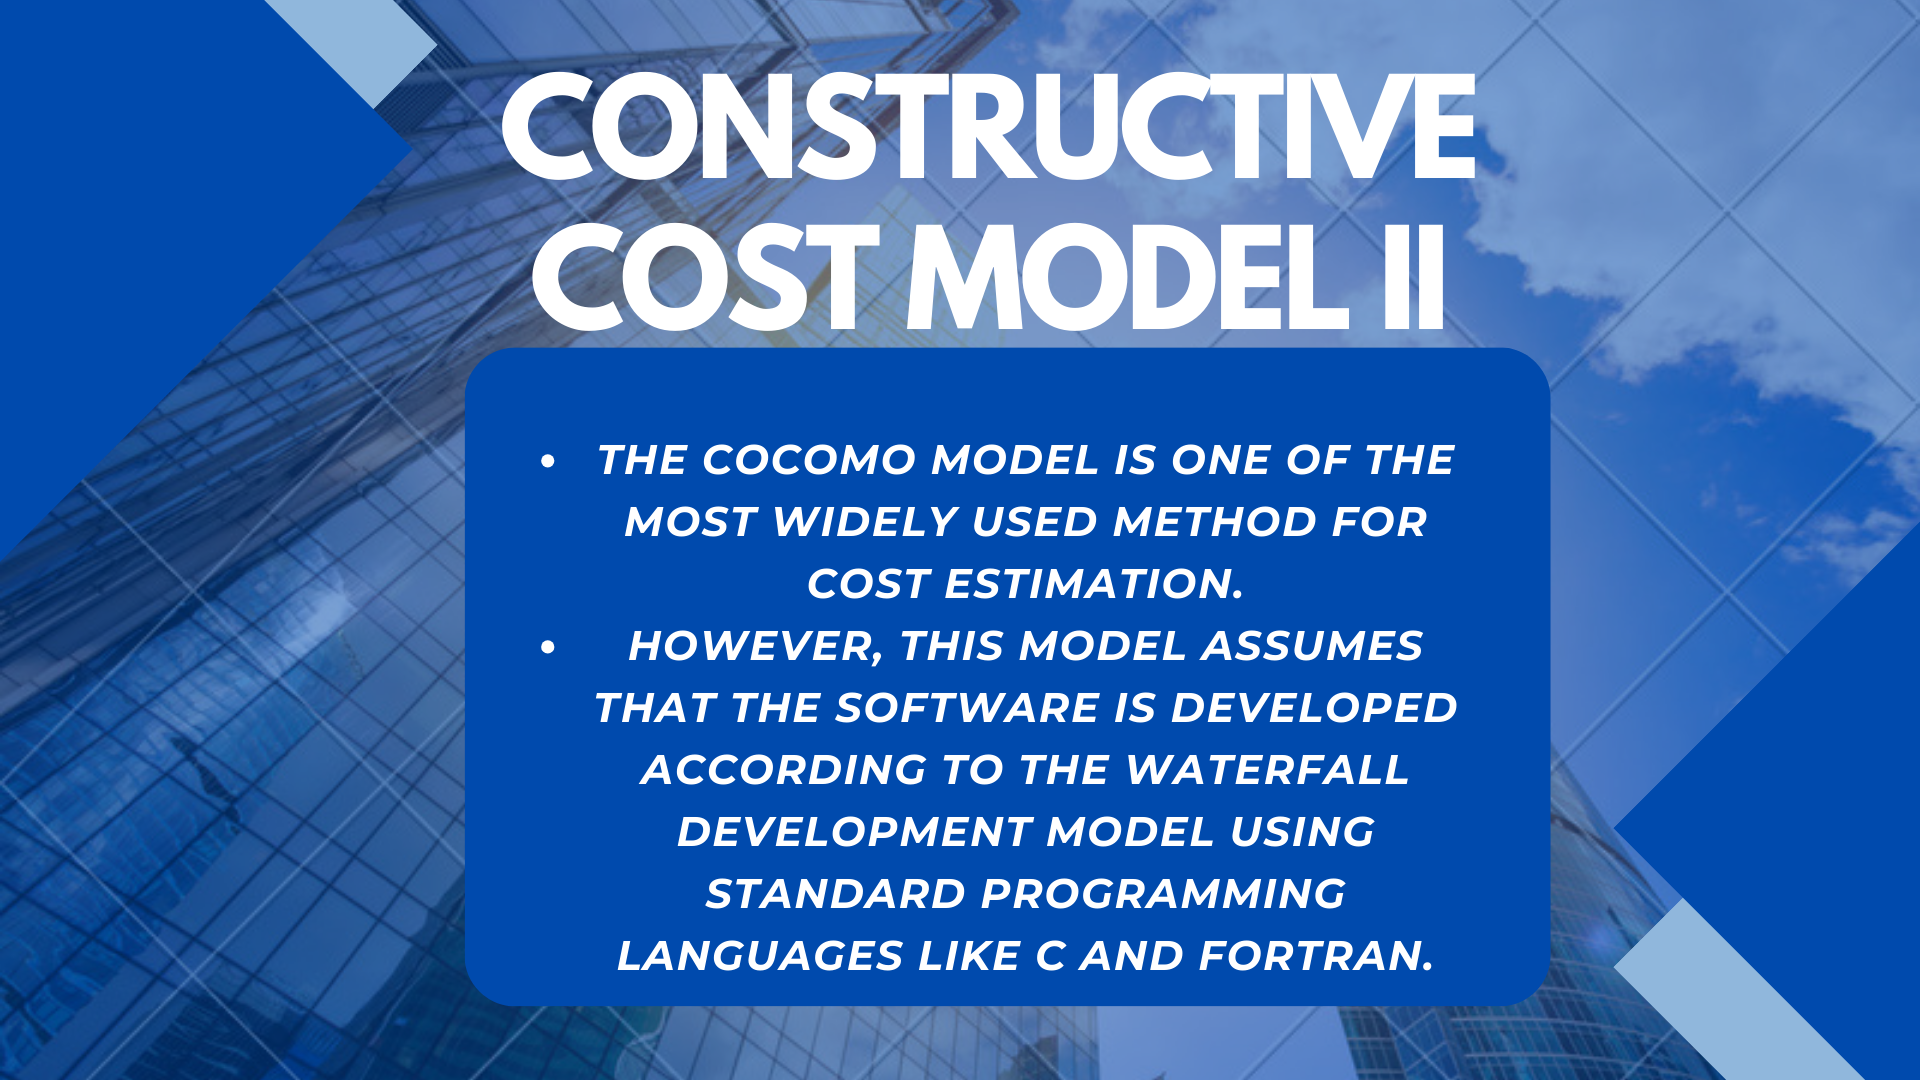 CONSTRUCTIVE
COST MODEL II
• THE COCOMO MODEL IS ONE OF THE
MOST WIDELY USED METHOD FOR
COST ESTIMATION.
• HOWEVER, THIS MODEL ASSUMES
THAT THE SOFTWARE IS DEVELOPED
ACCORDING TO THE WATERFALL
DEVELOPMENT MODEL USING
STANDARD PROGRAMMING
LANGUAGES LIKE C AND FORTRAN.